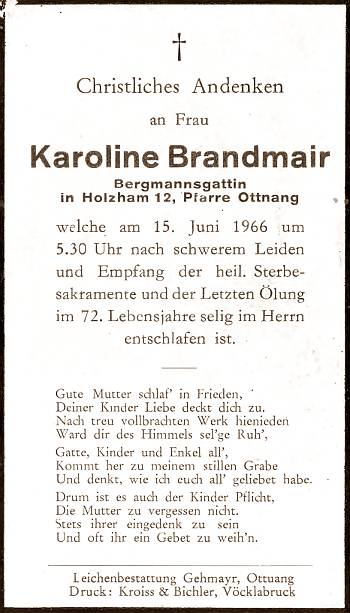 Christliches Andenken
an Frau
Karoline Brandmair
Bergmannsgattin
in Holzham 12, Pfarre Ottnang
welche am 15. Juni 1966 um
5.30 Uhr nach schwerem Leiden
und Empfang der heil. Sterbe-
sakramente und der Letzten Ölung
im 72. Lebensjahre selig im Herrn
entschlafen ist.
Gute Mutter schlaf' in Frieden,
Deiner Kinder Liebe deckt dich zu.
Nach treu vollbrachten Werk hienieden
Ward dir des Himmels sel'ge Ruh',
Gatte, Kinder und Enkel all',
Kommt her zu meinem stillen Grabe
Und denkt, wie ich euch all' geliebet habe.
Drum ist es auch der Kinder Pflicht,
Die Mutter zu vergessen nicht.
Stets ihrer eingedenk zu sein
Und oft ihr ein Gebet zu weih'n.
Leichenbestattung Gehmayr, Ottuang
Druck: Kroiss & Bichler, Vöcklabruck